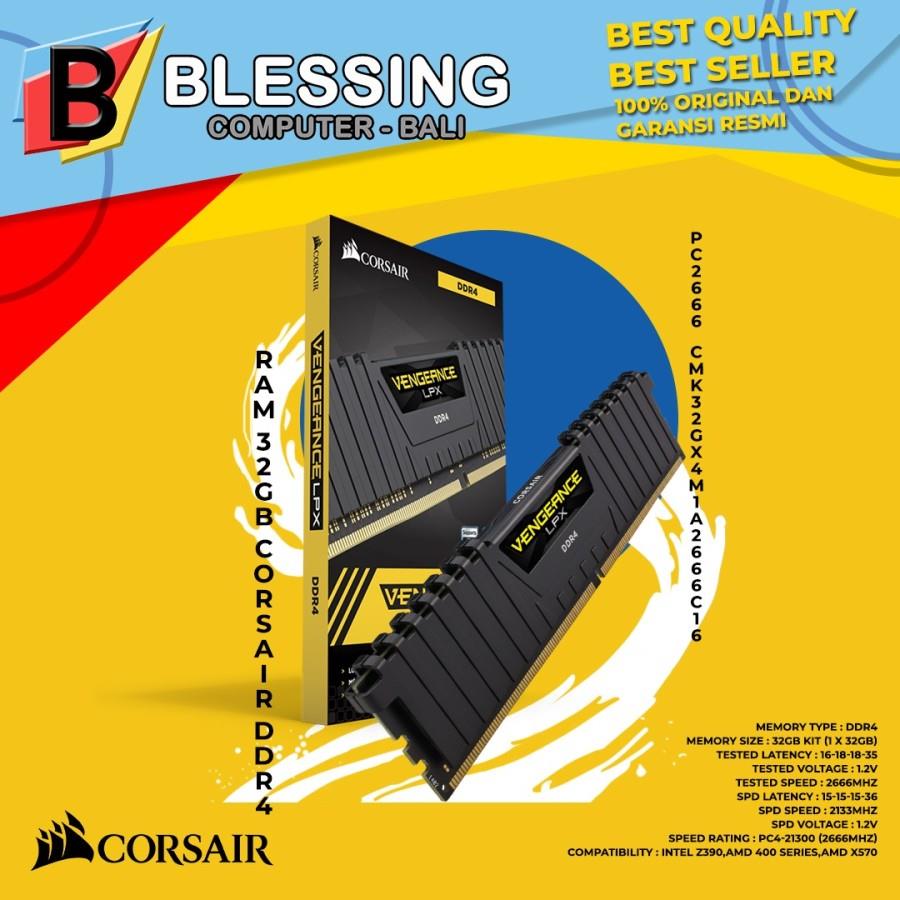 B BLESSING
COMPUTER - BALI
BEST QUALITY
BEST SELLER
100% ORIGINAL DAN
GARANSI RESMI
RAM 32GB CORSAIR DDR4
PC2666 CMK32GX4M1A2666C16
CORSAIR
VENGEANCE LPX
DDR4
CORSAIR
DDR4
VENGEANCE
LPX
DDR4
CORSAIR
VENGEANCE
LPX
DDR4
MEMORY TYPE : DDR4
MEMORY SIZE : 32GB KIT (1 X 32GB)
TESTED LATENCY : 16-18-18-35
TESTED VOLTAGE : 1.2V
TESTED SPEED : 2666MHZ
SPD LATENCY : 15-15-15-36
SPD SPEED : 2133MHZ
SPD VOLTAGE : 1.2V
SPEED RATING : PC4-21300 (2666MHZ)
COMPATIBILITY : INTEL Z390,AMD 400 SERIES,AMD X570
CORSAIR